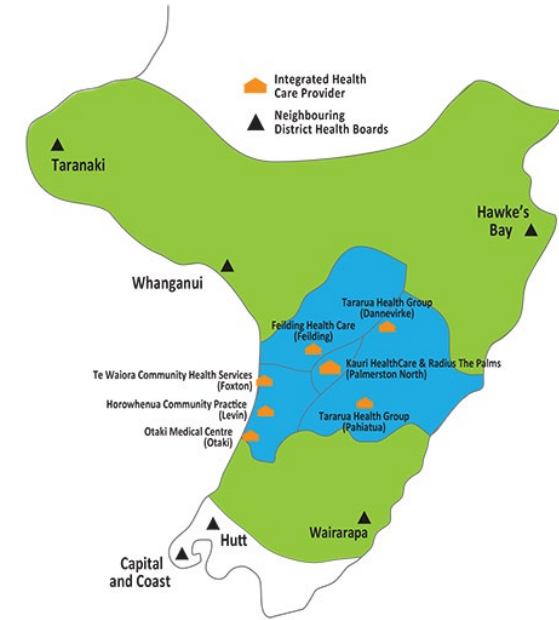 Integrated Health
Care Provider
Neighbouring
District Health Boards
Taranaki
Hawke's
Bay
Whanganui
Tararua Health Group
(Dannevirke)
Feilding Health Care
(Feilding)
Kauri HealthCare & Radius The Palms
(Palmerston North)
Te Waiora Community Health Services
(Foxton)
Horowhenua Community Practice
(Levin)
Tararua Health Group
(Pahiatua)
Otaki Medical Centre
(Otaki)
Wairarapa
Hutt
Capital
and Coast